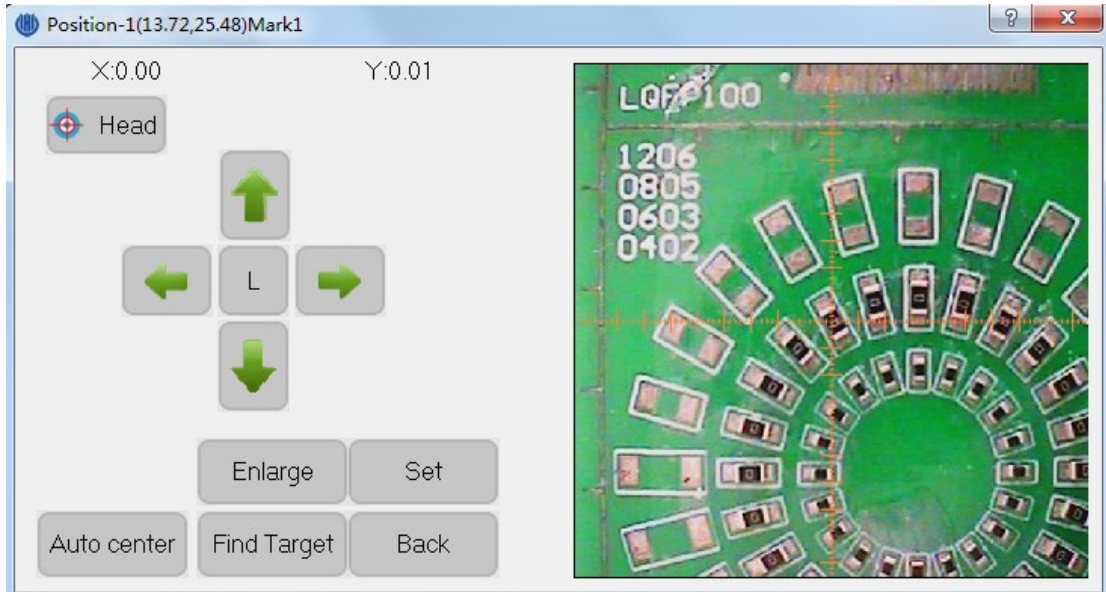 Position-1(13.72,25.48)Mark1
X:0.00 Y:0.01
Head
L
Enlarge Set
Auto center Find Target Back
LQFP100
1206
0805
0603
0402